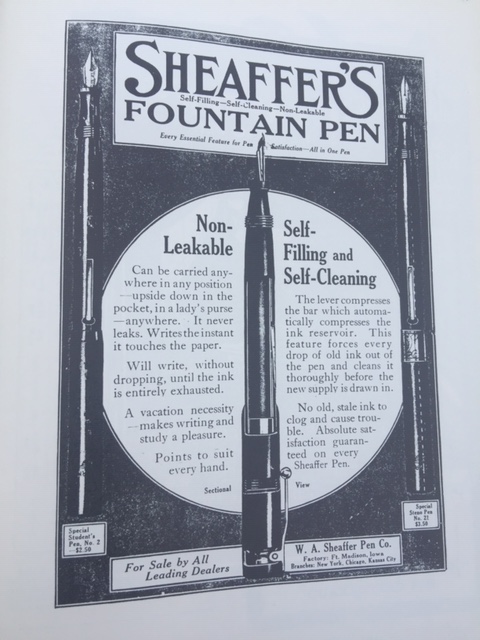 SHEAFFER'S
Self-Filling—Self-Cleaning—Non-Leakable
FOUNTAIN PEN
Every Essential Feature for Pen Satisfaction—All in One Pen
Non-
Leakable
Can be carried any-
where in any position
—upside down in the
pocket, in a lady's purse
—anywhere. It never
leaks. Writes the instant
it touches the paper.
Will write, without
dropping, until the ink
is entirely exhausted.
A vacation necessity
—makes writing and
study a pleasure.
Points to suit
every hand.
Self-
Filling and
Self-Cleaning
The lever compresses
the bar which automa-
tically compresses the
ink reservoir. This
feature forces every
drop of old ink out of
the pen and cleans it
thoroughly before the
new supply is drawn in.
No old, stale ink to
clog and cause trou-
ble. Absolute sat-
isfaction guaran-
teed on every
Sheaffer Pen.
Sectional View
Special
Student's
Pen, No. 2
—$2.50
Special
Steno Pen
No. 21
$3.50
For Sale by All
Leading Dealers
W. A. Sheaffer Pen Co.
Factory: Ft. Madison, Iowa
Branches: New York, Chicago, Kansas City